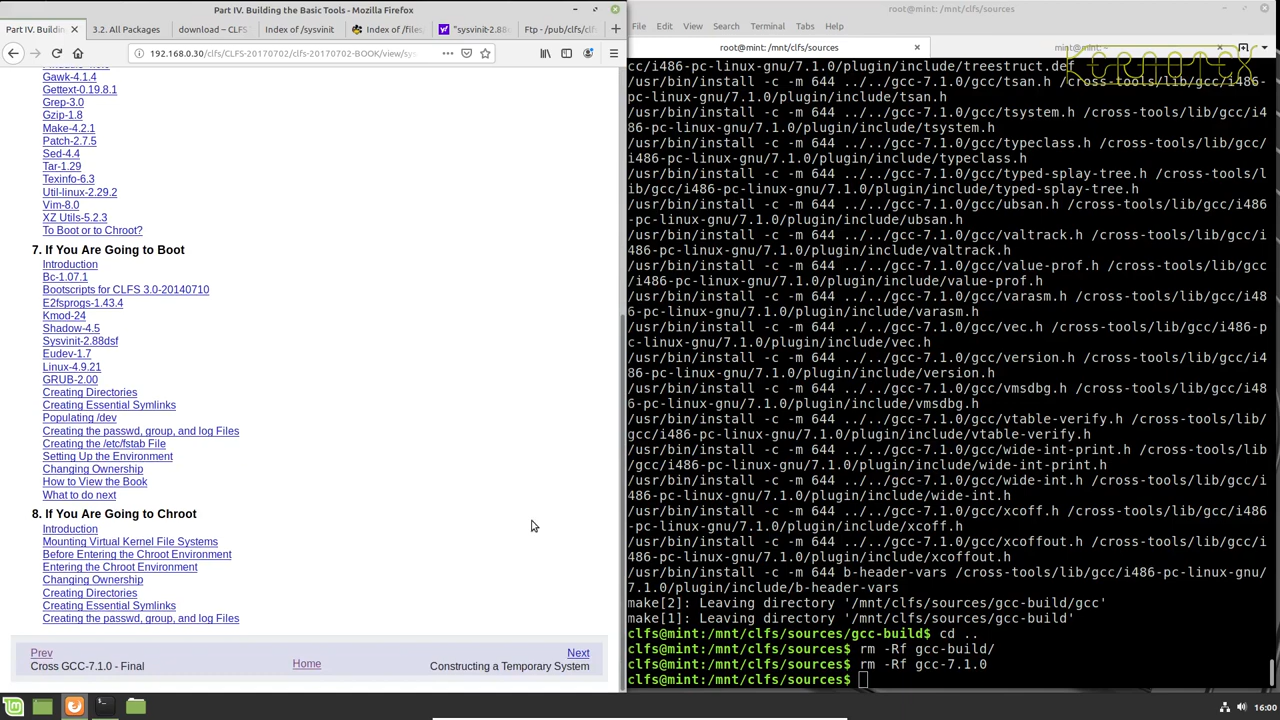 Part IV. Building the Basic Tools - Mozilla Firefox
Part IV. Buildin
3.2. All Packages
download – CLFS
Index of /sysvinit
"sysvinit-2.88
Ftp - /pub/clfs/
192.168.0.30/clfs/CLFS-20170702/clfs-20170702-BOOK/view/sy
Gawk-4.1.4
Gettext-0.19.8.1
Grep-3.0
Gzip-1.8
Make-4.2.1
Patch-2.7.5
Sed-4.4
Tar-1.29
Texinfo-6.3
Util-linux-2.29.2
Vim-8.0
XZ Utils-5.2.3
To Boot or to Chroot?
7. If You Are Going to Boot
Introduction
Bc-1.07.1
Bootscripts for CLFS 3.0-20140710
E2fsprogs-1.43.4
Kmod-24
Shadow-4.5
Sysvinit-2.88dsf
Eudev-1.7
Linux-4.9.21
GRUB-2.00
Creating Directories
Creating Essential Symlinks
Populating /dev
Creating the passwd, group, and log Files
Creating the /etc/fstab File
Setting Up the Environment
Changing Ownership
How to View the Book
What to do next
8. If You Are Going to Chroot
Introduction
Mounting Virtual Kernel File Systems
Before Entering the Chroot Environment
Entering the Chroot Environment
Changing Ownership
Creating Directories
Creating Essential Symlinks
Creating the passwd, group, and log Files
Prev
Cross GCC-7.1.0 - Final
Home
Next
Constructing a Temporary System
root@mint: /mnt/clfs/sources
File Edit View Search Terminal Tabs Help
root@mint: /mnt/clfs/sources
mint@mint: ~
KERNOTEX
cc/i486-pc-linux-gnu/7.1.0/plugin/include/treestruct.def
/usr/bin/install -c -m 644 ../../gcc-7.1.0/gcc/tsan.h /cross-tools/lib/gcc/i486-
pc-linux-gnu/7.1.0/plugin/include/tsan.h
/usr/bin/install -c -m 644 ../../gcc-7.1.0/gcc/tsystem.h /cross-tools/lib/gcc/i4
86-pc-linux-gnu/7.1.0/plugin/include/tsystem.h
/usr/bin/install -c -m 644 ../../gcc-7.1.0/gcc/typeclass.h /cross-tools/lib/gcc/
i486-pc-linux-gnu/7.1.0/plugin/include/typeclass.h
/usr/bin/install -c -m 644 ../../gcc-7.1.0/gcc/typed-splay-tree.h /cross-tools/l
ib/gcc/i486-pc-linux-gnu/7.1.0/plugin/include/typed-splay-tree.h
/usr/bin/install -c -m 644 ../../gcc-7.1.0/gcc/ubsan.h /cross-tools/lib/gcc/i486
-pc-linux-gnu/7.1.0/plugin/include/ubsan.h
/usr/bin/install -c -m 644 ../../gcc-7.1.0/gcc/valtrack.h /cross-tools/lib/gcc/i
486-pc-linux-gnu/7.1.0/plugin/include/valtrack.h
/usr/bin/install -c -m 644 ../../gcc-7.1.0/gcc/value-prof.h /cross-tools/lib/gcc
/i486-pc-linux-gnu/7.1.0/plugin/include/value-prof.h
/usr/bin/install -c -m 644 ../../gcc-7.1.0/gcc/varasm.h /cross-tools/lib/gcc/i48
6-pc-linux-gnu/7.1.0/plugin/include/varasm.h
/usr/bin/install -c -m 644 ../../gcc-7.1.0/gcc/vec.h /cross-tools/lib/gcc/i486-p
c-linux-gnu/7.1.0/plugin/include/vec.h
/usr/bin/install -c -m 644 ../../gcc-7.1.0/gcc/version.h /cross-tools/lib/gcc/i4
86-pc-linux-gnu/7.1.0/plugin/include/version.h
/usr/bin/install -c -m 644 ../../gcc-7.1.0/gcc/vmsdbg.h /cross-tools/lib/gcc/i48
6-pc-linux-gnu/7.1.0/plugin/include/vmsdbg.h
/usr/bin/install -c -m 644 ../../gcc-7.1.0/gcc/vtable-verify.h /cross-tools/lib/
gcc/i486-pc-linux-gnu/7.1.0/plugin/include/vtable-verify.h
/usr/bin/install -c -m 644 ../../gcc-7.1.0/gcc/wide-int-print.h /cross-tools/lib
/gcc/i486-pc-linux-gnu/7.1.0/plugin/include/wide-int-print.h
/usr/bin/install -c -m 644 ../../gcc-7.1.0/gcc/wide-int.h /cross-tools/lib/gcc/i
486-pc-linux-gnu/7.1.0/plugin/include/wide-int.h
/usr/bin/install -c -m 644 ../../gcc-7.1.0/gcc/xcoff.h /cross-tools/lib/gcc/i486
-pc-linux-gnu/7.1.0/plugin/include/xcoff.h
/usr/bin/install -c -m 644 ../../gcc-7.1.0/gcc/xcoffout.h /cross-tools/lib/gcc/i
486-pc-linux-gnu/7.1.0/plugin/include/xcoffout.h
/usr/bin/install -c -m 644 b-header-vars /cross-tools/lib/gcc/i486-pc-linux-gnu/
7.1.0/plugin/include/b-header-vars
make[2]: Leaving directory '/mnt/clfs/sources/gcc-build/gcc'
make[1]: Leaving directory '/mnt/clfs/sources/gcc-build'
clfs@mint:/mnt/clfs/sources/gcc-build$ cd ..
clfs@mint:/mnt/clfs/sources$ rm -Rf gcc-build/
clfs@mint:/mnt/clfs/sources$ rm -Rf gcc-7.1.0
clfs@mint:/mnt/clfs/sources$
16:00